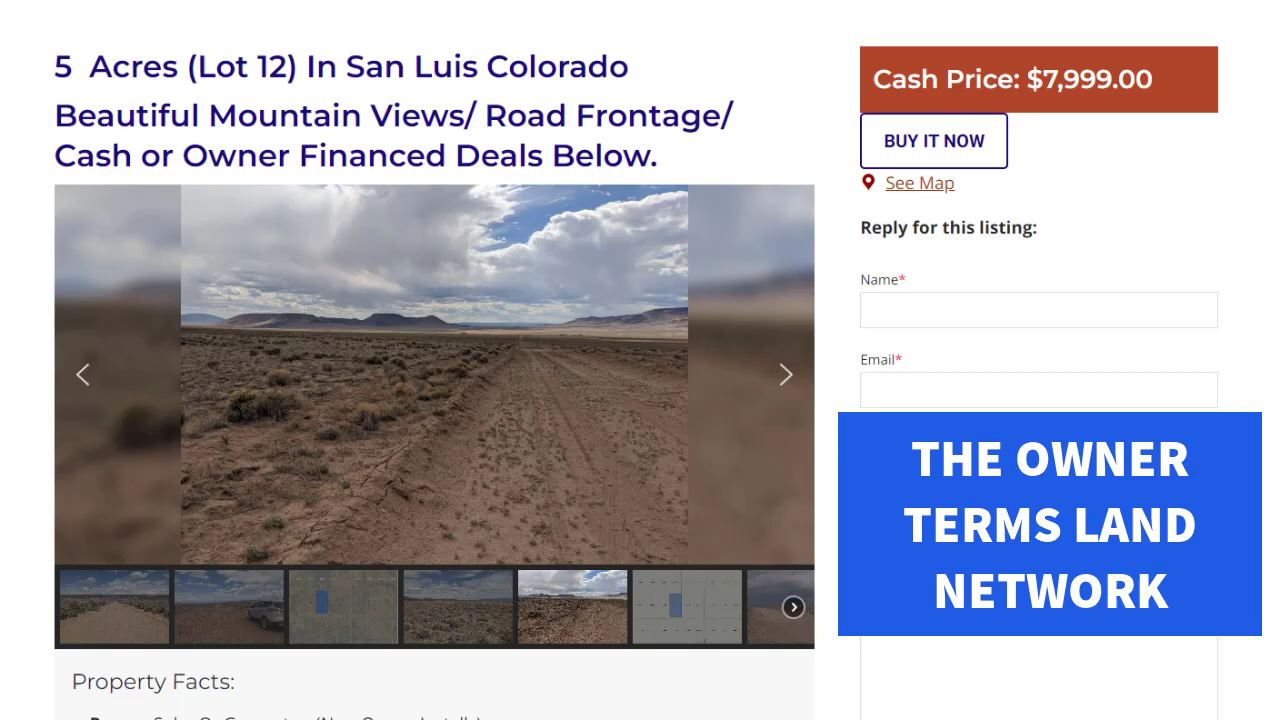 5 Acres (Lot 12) In San Luis Colorado
Beautiful Mountain Views/ Road Frontage/
Cash or Owner Financed Deals Below.
Cash Price: $7,999.00
BUY IT NOW
See Map
Reply for this listing:
Name*
Email*
THE OWNER
TERMS LAND
NETWORK
Property Facts: